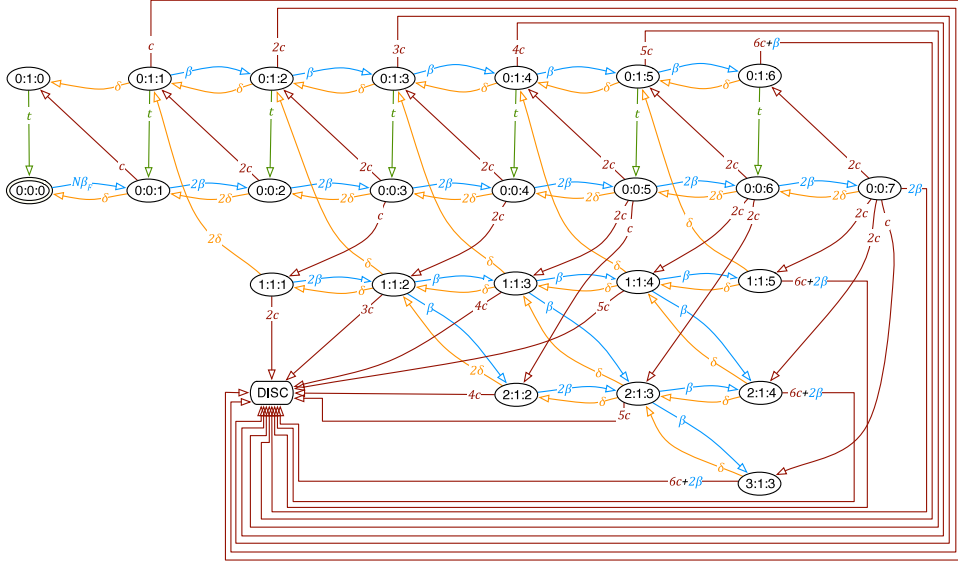 c 2c 3c 4c 5c 6c+β
0:1:0 δ 0:1:1 β δ 0:1:2 β δ 0:1:3 β δ 0:1:4 β δ 0:1:5 β δ 0:1:6
t t t t t t t
c 2c 2c 2c 2c 2c 2c
0:0:0 NβF δ 0:0:1 2β 2δ 0:0:2 2β 2δ 0:0:3 2β 2δ 0:0:4 2β 2δ 0:0:5 2β 2δ 0:0:6 2β 2δ 0:0:7 2β
c 2c 2c c 2c 2c 2c 2c c
2δ δ δ δ δ
1:1:1 2β δ 1:1:2 β δ 1:1:3 β δ 1:1:4 β δ 1:1:5 6c+2β
2c 3c 4c 5c β β β
2δ δ δ
DISC 4c 2:1:2 2β δ 2:1:3 β δ 2:1:4 6c+2β
5c β
δ
6c+2β 3:1:3